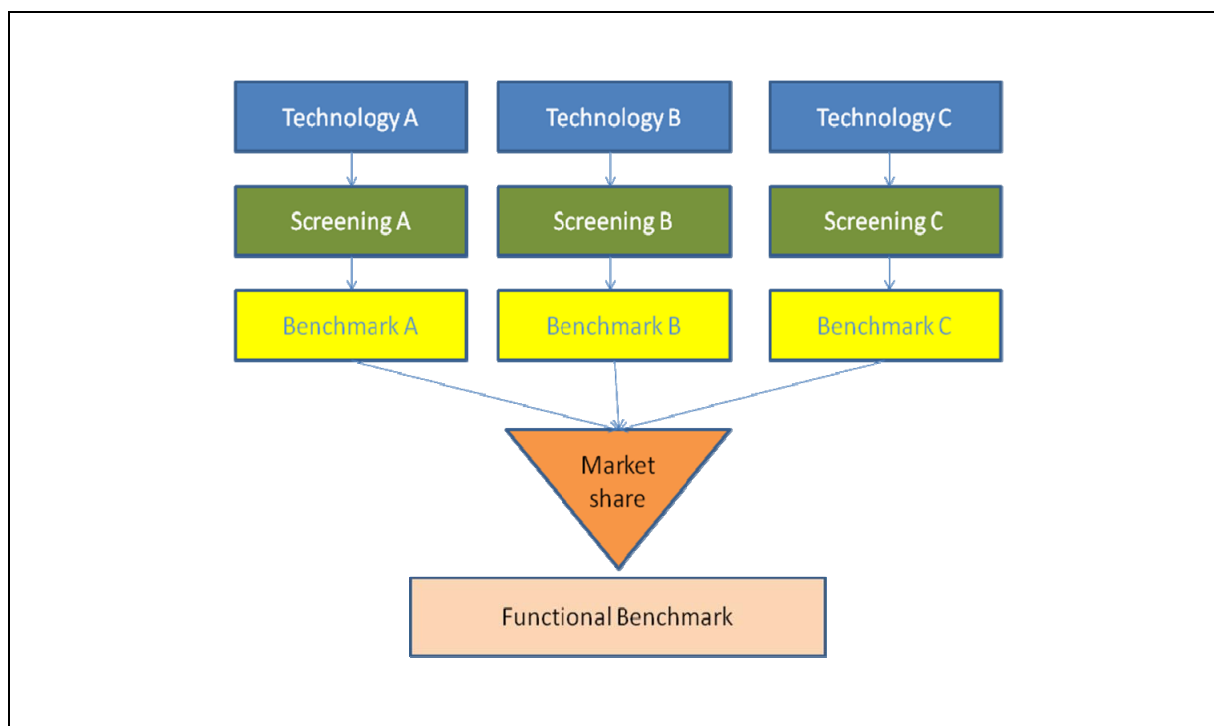 Technology A
Technology B
Technology C
Screening A
Screening B
Screening C
Benchmark A
Benchmark B
Benchmark C
Market
share
Functional Benchmark